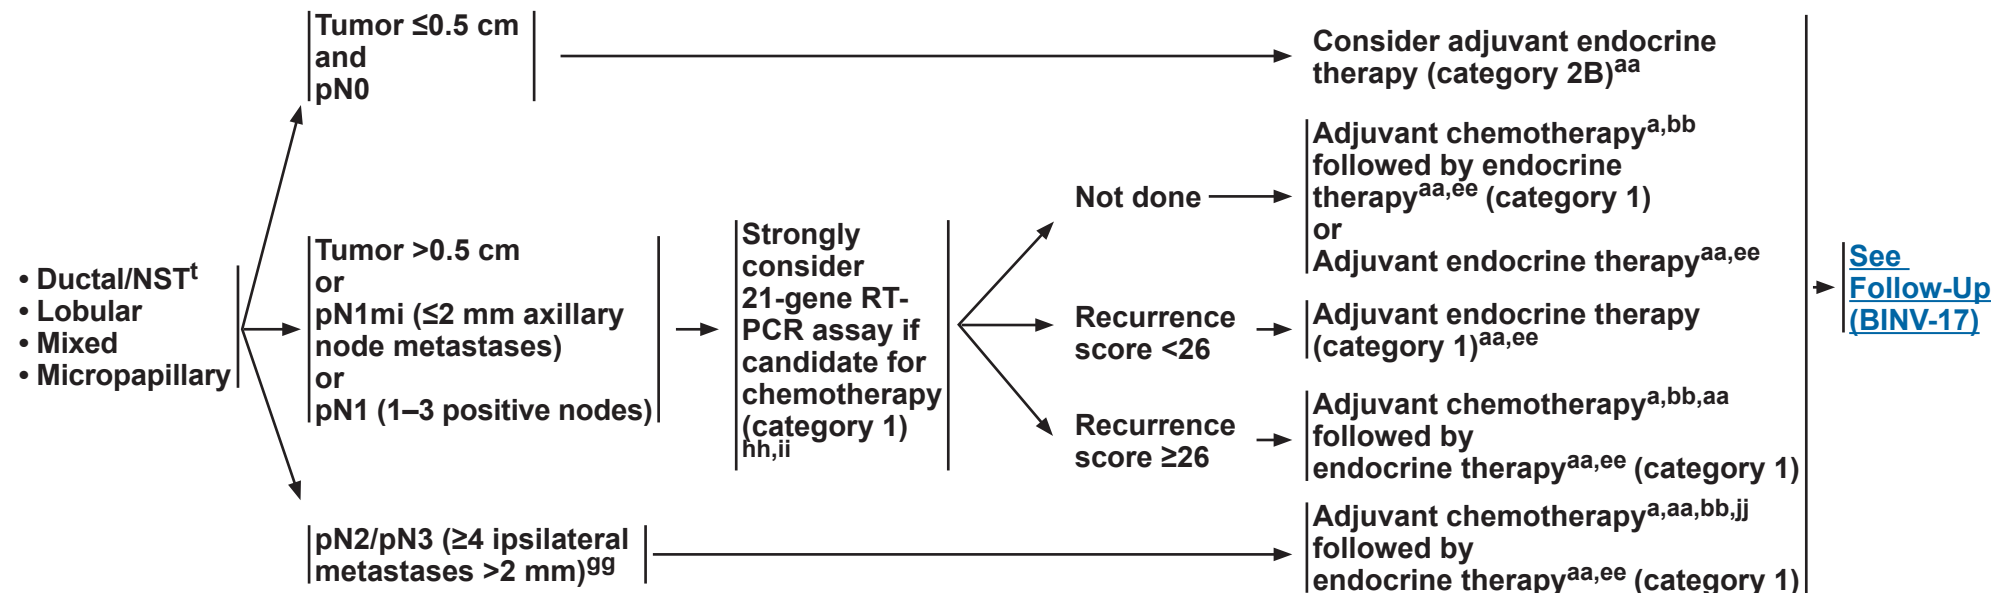 • Ductal/NSTt
• Lobular
• Mixed
• Micropapillary
Tumor ≤0.5 cm
and
pN0
Consider adjuvant endocrine
therapy (category 2B)aa
Tumor >0.5 cm
or
pN1mi (≤2 mm axillary
node metastases)
or
pN1 (1–3 positive nodes)
Strongly
consider
21-gene RT-
PCR assay if
candidate for
chemotherapy
(category 1)
hh,ii
Not done
Adjuvant chemotherapya,bb
followed by endocrine
therapyaa,ee (category 1)
or
Adjuvant endocrine therapyaa,ee
Recurrence
score <26
Adjuvant endocrine therapy
(category 1)aa,ee
Recurrence
score ≥26
Adjuvant chemotherapya,bb,aa
followed by
endocrine therapyaa,ee (category 1)
pN2/pN3 (≥4 ipsilateral
metastases >2 mm)gg
Adjuvant chemotherapya,aa,bb,jj
followed by
endocrine therapyaa,ee (category 1)
See
Follow-Up
(BINV-17)